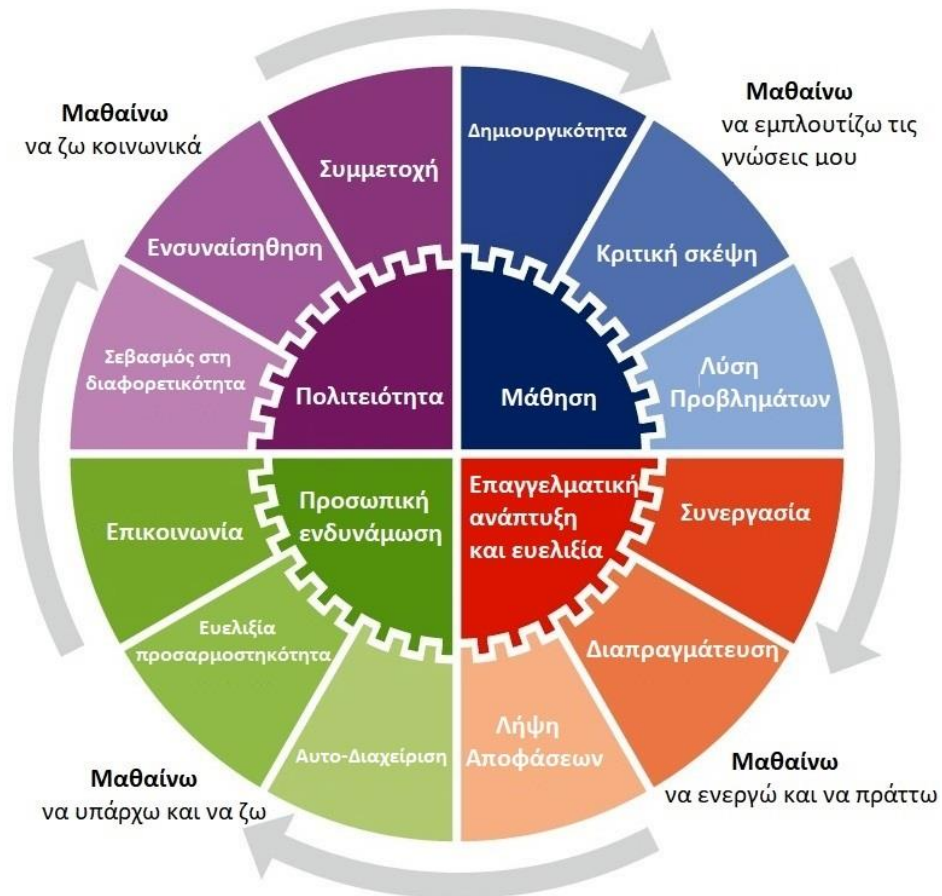 Μαθαίνω
να ζω κοινωνικά
Μαθαίνω
να εμπλουτίζω τις
γνώσεις μου
Συμμετοχή
Δημιουργικότητα
Ενσυναίσηθηση
Κριτική σκέψη
Σεβασμός στη
διαφορετικότητα
Λύση
Προβλημάτων
Πολιτειότητα
Μάθηση
Προσωπική
ενδυνάμωση
Επαγγελματική
ανάπτυξη
και ευελιξία
Επικοινωνία
Συνεργασία
Ευελιξία
προσαρμοστηκότητα
Διαπραγμάτευση
Αυτο-Διαχείριση
Λήψη
Αποφάσεων
Μαθαίνω
να υπάρχω και να ζω
Μαθαίνω
να ενεργώ και να πράττω